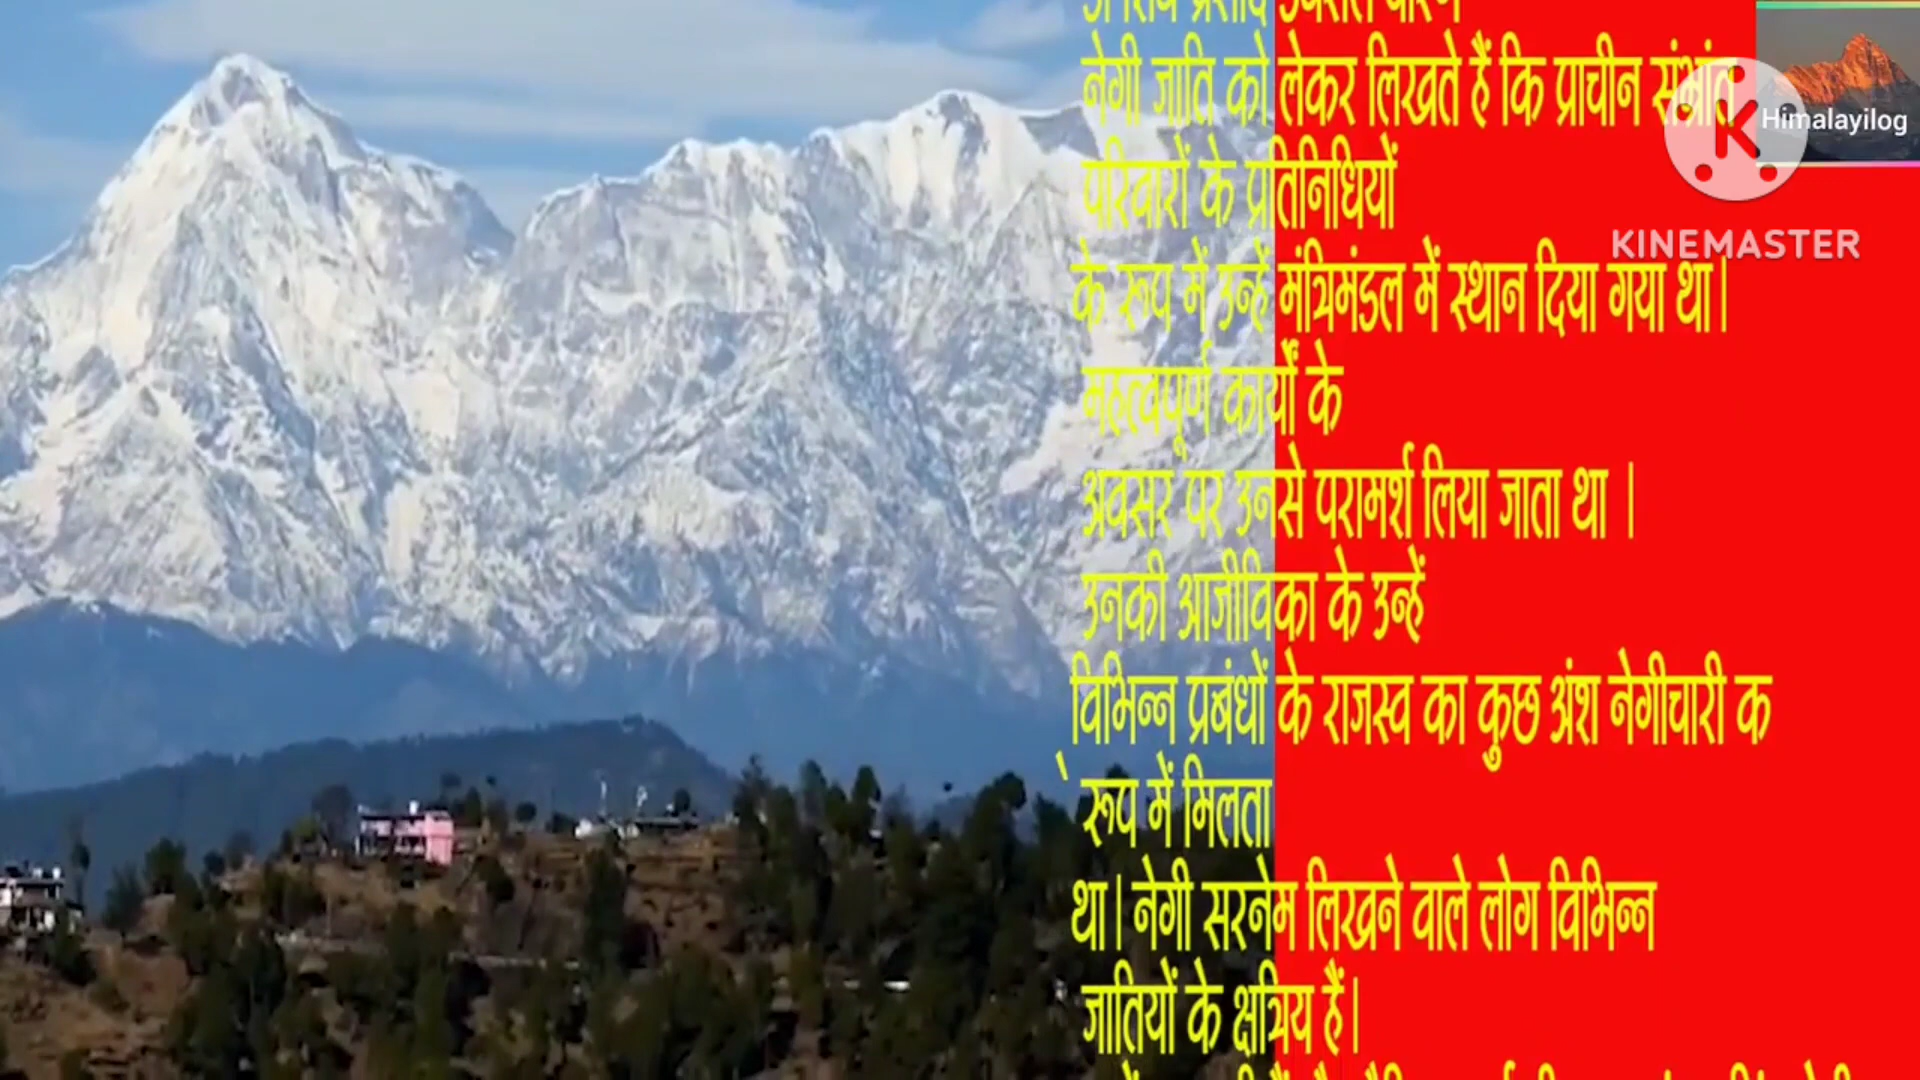 नेगी जाति को लेकर लिखते हैं कि प्राचीन संभ्रांत
परिवारों के प्रतिनिधियों
के रूप में उन्हें मंत्रिमंडल में स्थान दिया गया था।
महत्वपूर्ण कार्यों के
अवसर पर उनसे परामर्श लिया जाता था ।
उनकी आजीविका के उन्हें
विभिन्न प्रबंधों के राजस्व का कुछ अंश नेगीचारी क
े रूप में मिलता
था। नेगी सरनेम लिखने वाले लोग विभिन्न
जातियों के क्षत्रिय हैं।
Himalayilog
K
KINEMASTER